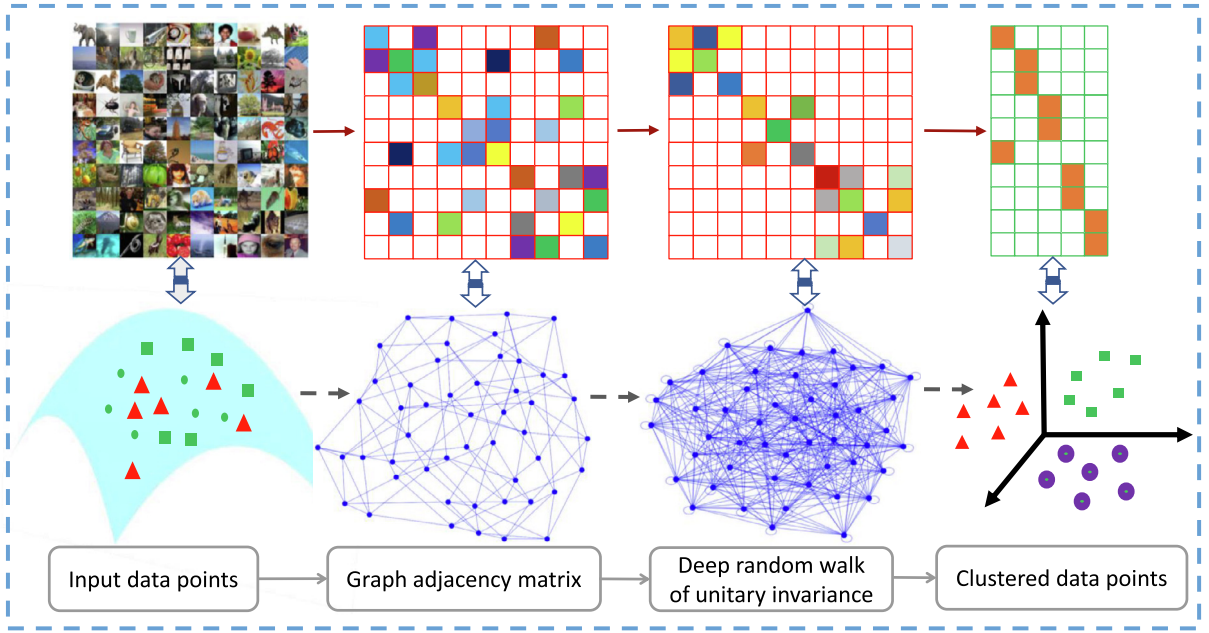 Input data points
Graph adjacency matrix
Deep random walk
of unitary invariance
Clustered data points